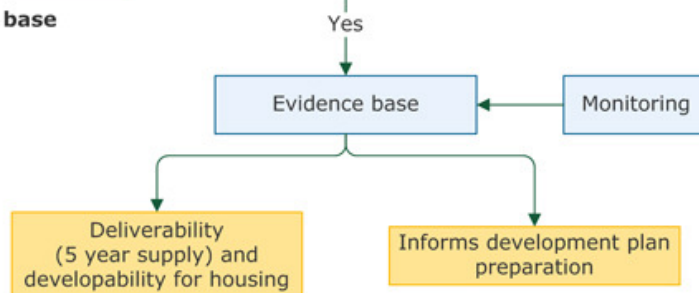 base
Yes
Evidence base
Monitoring
Deliverability
(5 year supply) and
developability for housing
Informs development plan
preparation